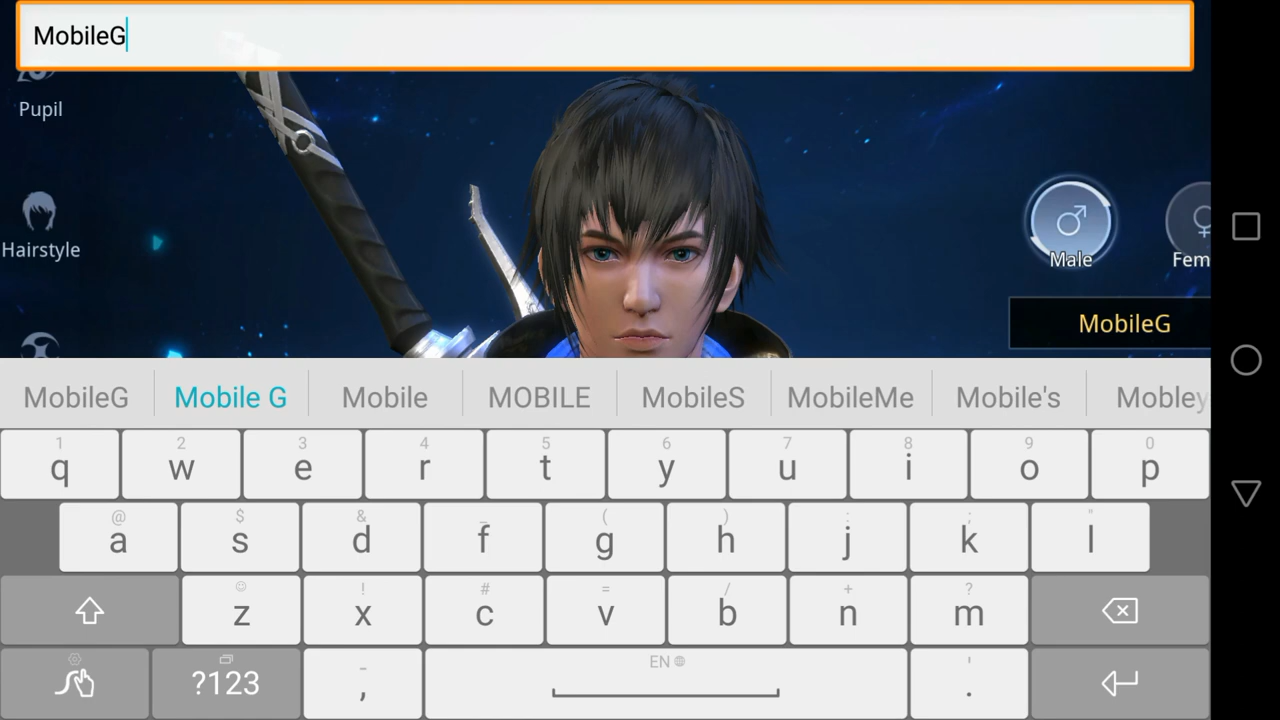 MobileG
Pupil
Hairstyle
Male
Fem
MobileG
MobileG Mobile G Mobile MOBILE MobileS MobileMe Mobile's Mobley
1 2 3 4 5 6 7 8 9 0
q w e r t y u i o p
@ $ & _ ( ) : ; "
a s d f g h j k l
! # = / + ?
z x c v b n m
EN
?123 , .